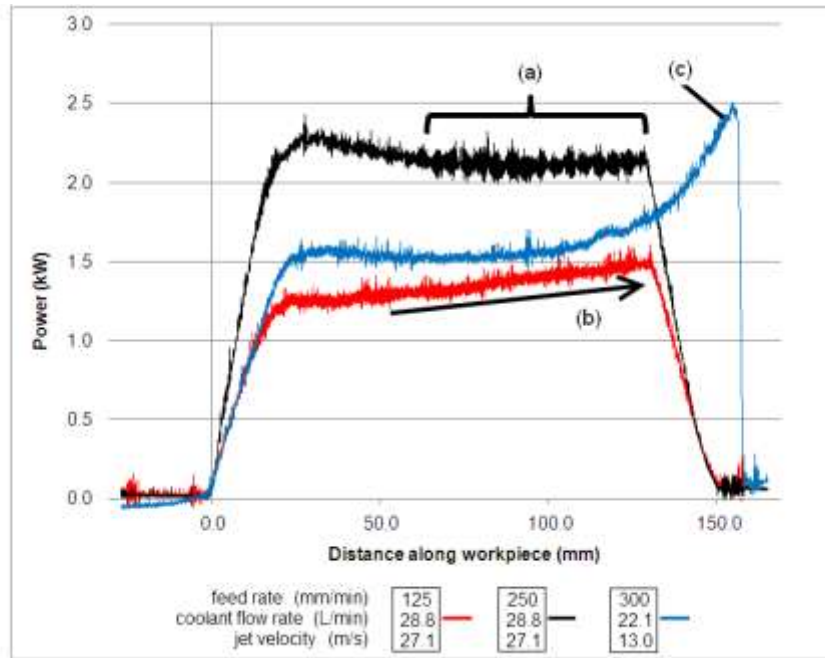 3.0
2.5
2.0
1.5
1.0
0.5
0.0
Power (kW)
(a)
(c)
(b)
0.0 50.0 100.0 150.0
Distance along workpiece (mm)
feed rate (mm/min) 125 250 300
coolant flow rate (L/min) 28.8 28.8 22.1
jet velocity (m/s) 27.1 27.1 13.0